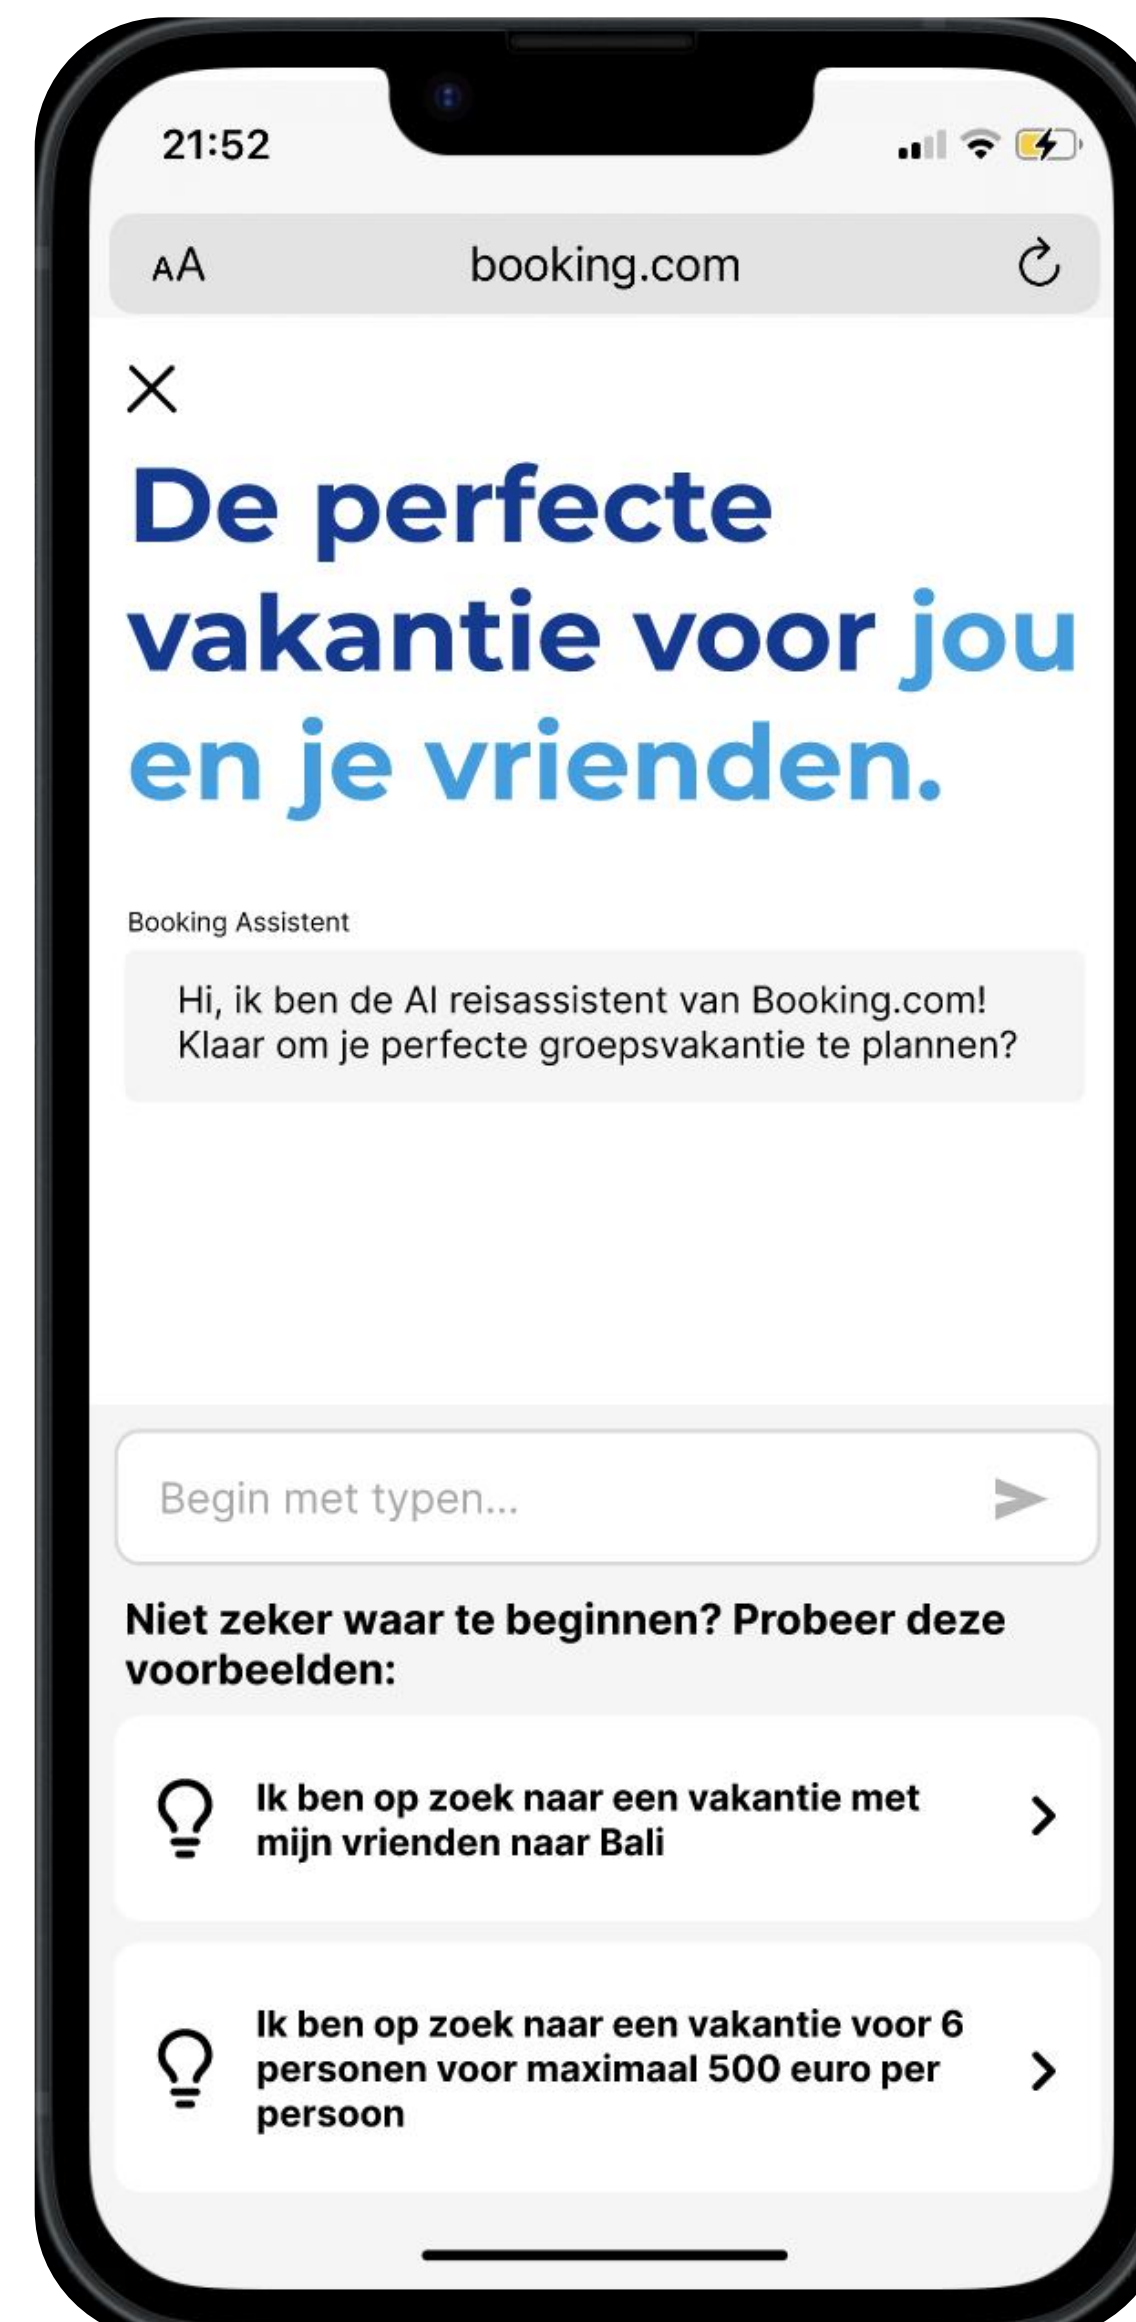 21:52
AA booking.com
De perfecte
vakantie voor jou
en je vrienden.
Booking Assistent
Hi, ik ben de AI reisassistent van Booking.com!
Klaar om je perfecte groepsvakantie te plannen?
Begin met typen...
Niet zeker waar te beginnen? Probeer deze
voorbeelden:
Ik ben op zoek naar een vakantie met
mijn vrienden naar Bali
Ik ben op zoek naar een vakantie voor 6
personen voor maximaal 500 euro per
persoon